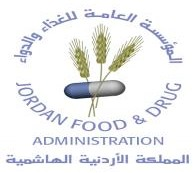 المؤسسة العامة للغذاء والدواء
JORDAN FOOD & DRUG
ADMINISTRATION
المملكة الأردنية الهاشمية